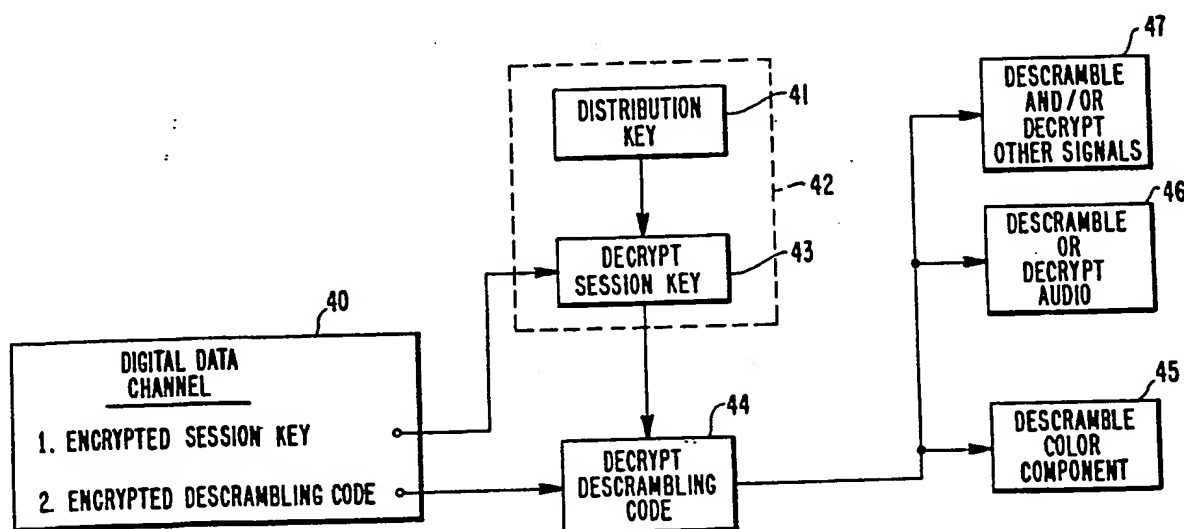 47
DESCRAMBLE
AND/OR
DECRYPT
OTHER SIGNALS
41
DISTRIBUTION
KEY
42
46
DESCRAMBLE
OR
DECRYPT
AUDIO
43
DECRYPT
SESSION KEY
40
DIGITAL DATA
CHANNEL
1. ENCRYPTED SESSION KEY
2. ENCRYPTED DESCRAMBLING CODE
44
DECRYPT
DESCRAMBLING
CODE
45
DESCRAMBLE
COLOR
COMPONENT